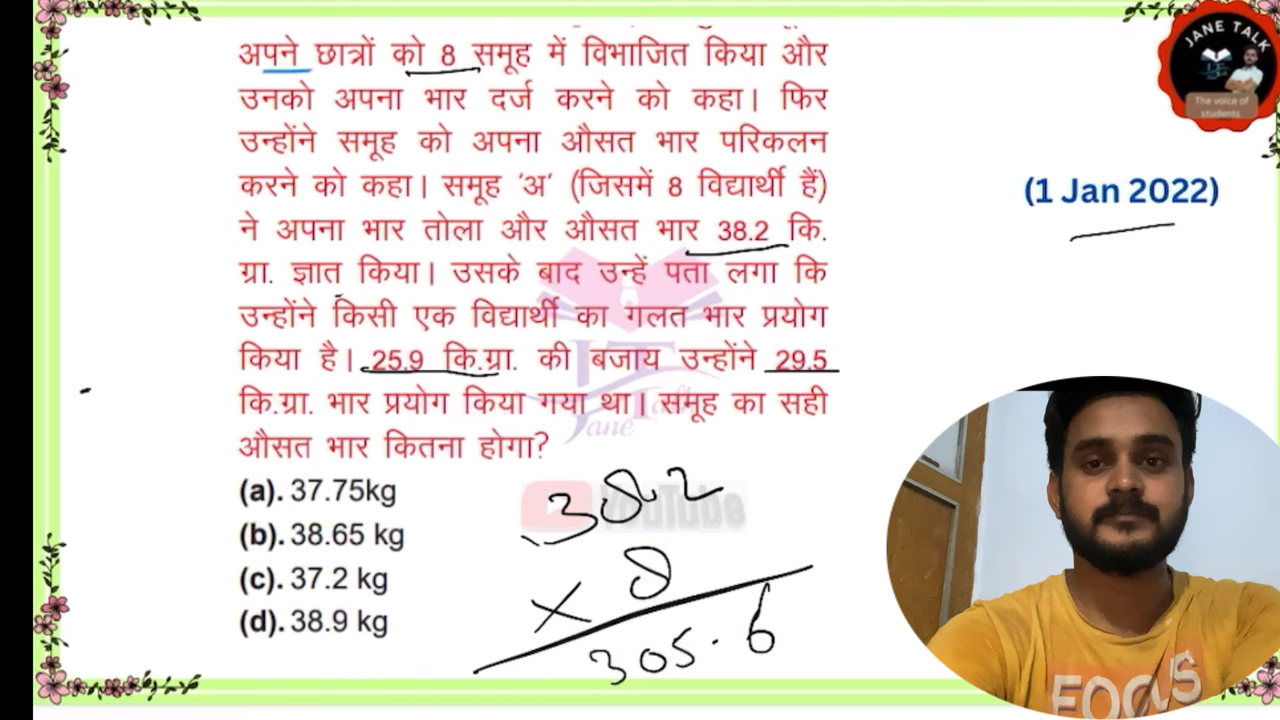 अपने छात्रों को 8 समूह में विभाजित किया और
उनको अपना भार दर्ज करने को कहा। फिर
उन्होंने समूह को अपना औसत भार परिकलन
करने को कहा। समूह ‘अ‘ (जिसमें 8 विद्यार्थी हैं)
ने अपना भार तोला और औसत भार 38.2 कि.
ग्रा. ज्ञात किया। उसके बाद उन्हें पता लगा कि
उन्होंने किसी एक विद्यार्थी का गलत भार प्रयोग
किया है। 25.9 कि.ग्रा. की बजाय उन्होंने 29.5
कि.ग्रा. भार प्रयोग किया गया था। समूह का सही
औसत भार कितना होगा?
(a). 37.75kg
(b). 38.65 kg
(c). 37.2 kg
(d). 38.9 kg
38.2
× 8
305.6
(1 Jan 2022)
JANE TALK
The voice of
students
Jane Talk
YouTube
FOCUS